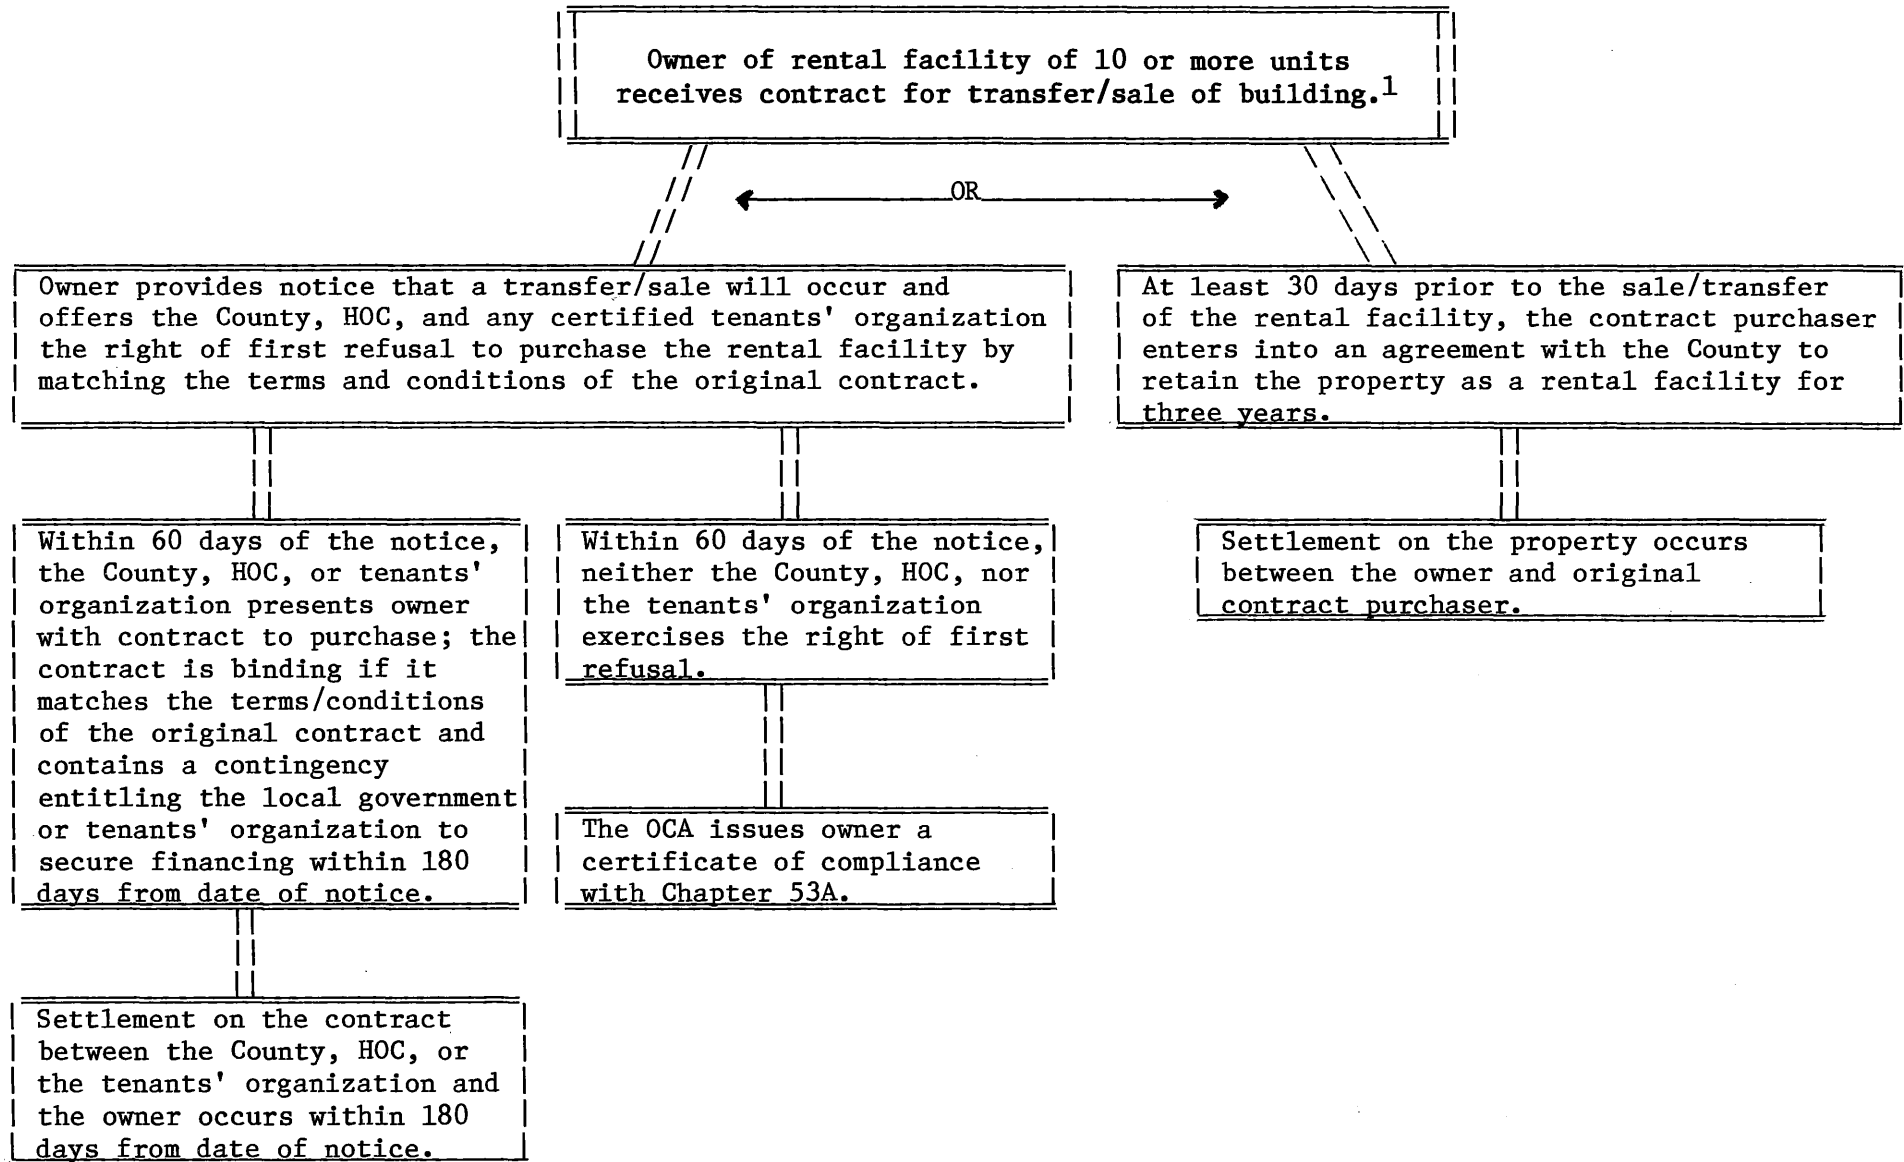 Owner of rental facility of 10 or more units
receives contract for transfer/sale of building.1
OR
Owner provides notice that a transfer/sale will occur and
offers the County, HOC, and any certified tenants' organization
the right of first refusal to purchase the rental facility by
matching the terms and conditions of the original contract.
At least 30 days prior to the sale/transfer
of the rental facility, the contract purchaser
enters into an agreement with the County to
retain the property as a rental facility for
three years.
Within 60 days of the notice,
the County, HOC, or tenants'
organization presents owner
with contract to purchase; the
contract is binding if it
matches the terms/conditions
of the original contract and
contains a contingency
entitling the local government
or tenants' organization to
secure financing within 180
days from date of notice.
Within 60 days of the notice,
neither the County, HOC, nor
the tenants' organization
exercises the right of first
refusal.
Settlement on the property occurs
between the owner and original
contract purchaser.
The OCA issues owner a
certificate of compliance
with Chapter 53A.
Settlement on the contract
between the County, HOC, or
the tenants' organization and
the owner occurs within 180
days from date of notice.